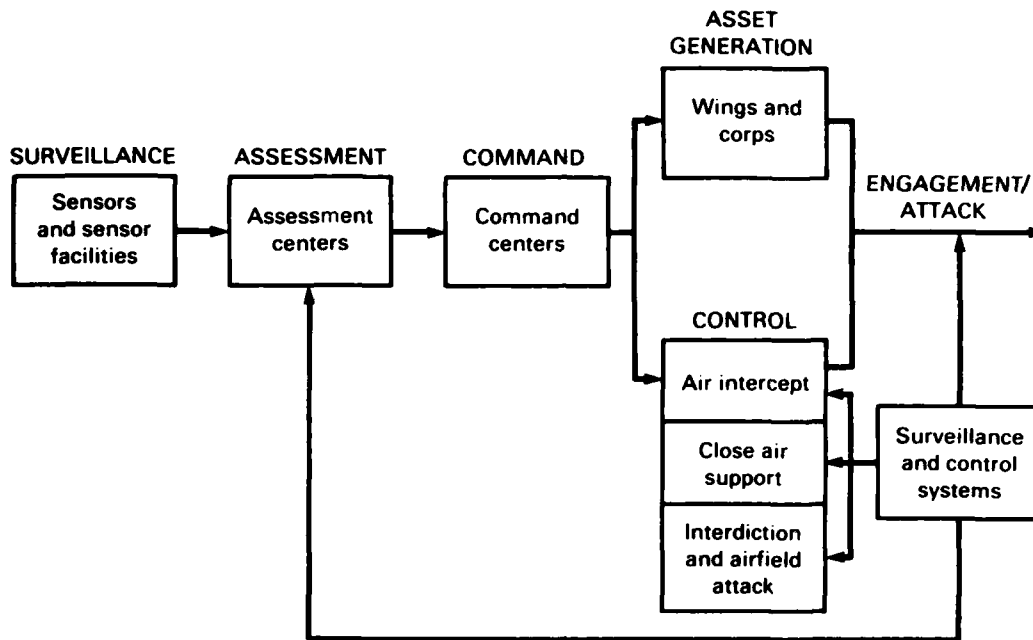 SURVEILLANCE
Sensors
and sensor
facilities
ASSESSMENT
Assessment
centers
COMMAND
Command
centers
ASSET
GENERATION
Wings and
corps
CONTROL
Air intercept
Close air
support
Interdiction
and airfield
attack
ENGAGEMENT/
ATTACK
Surveillance
and control
systems